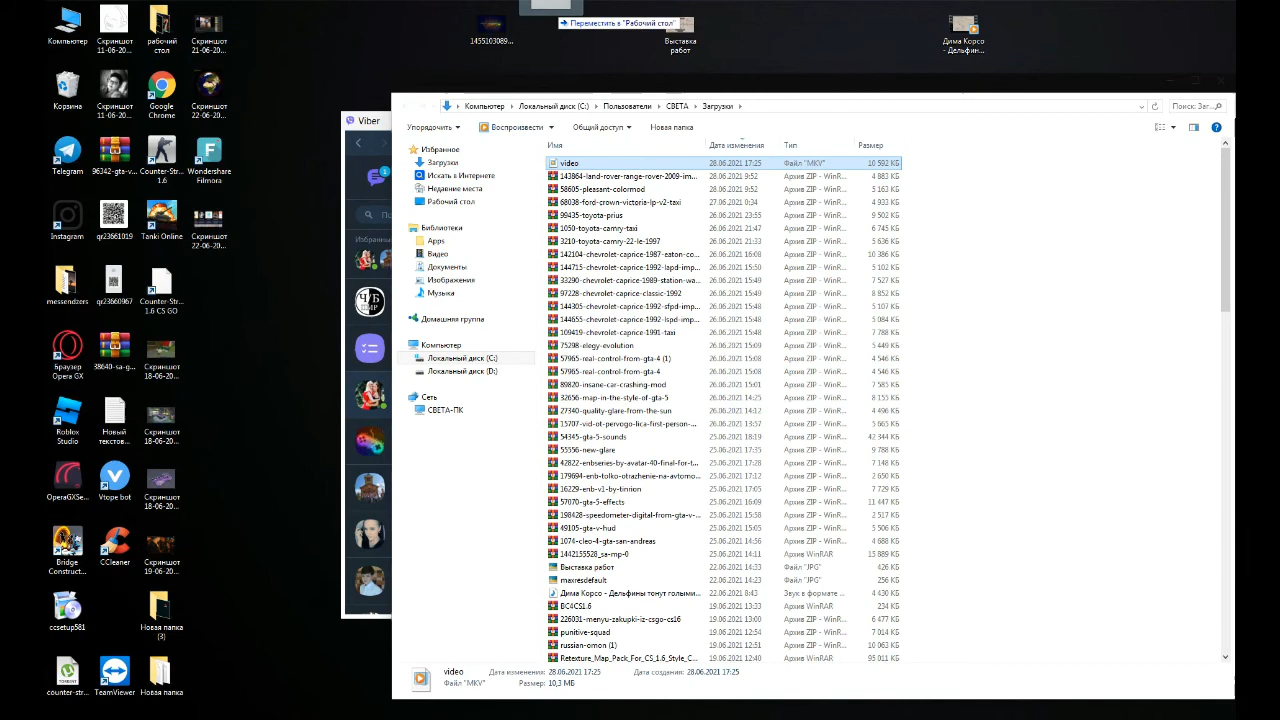 Компьютер
Скриншот
11-06-20...
рабочий
стол
Скриншот
21-06-20...
1455103089...
Переместить в "Рабочий стол"
Выставка
работ
Дима Корсо
- Дельфин...
Корзина
Скриншот
11-06-20...
Google
Chrome
Скриншот
22-06-20...
Telegram
96342-gta-v...
Counter-Str...
1.6
Wondershare
Filmora
Instagram
qr23661019
Tanki Online
Скриншот
22-06-20...
messendzers
qr23660967
Counter-Str...
1.6 CS GO
Браузер
Opera GX
38640-sa-g...
Скриншот
18-06-20...
Roblox
Studio
Новый
текстов...
Скриншот
18-06-20...
OperaGXSe...
Vtope bot
Скриншот
18-06-20...
Bridge
Construct...
CCleaner
Скриншот
19-06-20...
ccsetup581
Новая папка
(3)
counter-str...
TeamViewer
Новая папка
Viber
1
Избранны
Компьютер
Локальный диск (C:)
Пользователи
СВЕТА
Загрузки
Поиск: Заг...
Упорядочить
Воспроизвести
Общий доступ
Новая папка
Избранное
Загрузки
Искать в Интернете
Недавние места
Рабочий стол
Библиотеки
Apps
Видео
Документы
Изображения
Музыка
Домашняя группа
Компьютер
Локальный диск (C:)
Локальный диск (D:)
Сеть
СВЕТА-ПК
Имя Дата изменения Тип Размер
video 28.06.2021 17:25 Файл "MKV" 10 592 КБ
143864-land-rover-range-rover-2009-im... 28.06.2021 9:52 Архив ZIP - WinR... 4 883 КБ
58605-pleasant-colormod 28.06.2021 9:52 Архив ZIP - WinR... 5 163 КБ
68038-ford-crown-victoria-lp-v2-taxi 27.06.2021 0:34 Архив ZIP - WinR... 4 933 КБ
99435-toyota-prius 26.06.2021 23:55 Архив ZIP - WinR... 9 502 КБ
1050-toyota-camry-taxi 26.06.2021 21:47 Архив ZIP - WinR... 6 745 КБ
3210-toyota-camry-22-le-1997 26.06.2021 21:33 Архив ZIP - WinR... 5 636 КБ
142104-chevrolet-caprice-1987-eaton-co... 26.06.2021 16:08 Архив ZIP - WinR... 10 386 КБ
144715-chevrolet-caprice-1992-lapd-imp... 26.06.2021 15:50 Архив ZIP - WinR... 5 102 КБ
33290-chevrolet-caprice-1989-station-wa... 26.06.2021 15:49 Архив ZIP - WinR... 5 465 КБ
97228-chevrolet-caprice-classic-1992 26.06.2021 15:49 Архив ZIP - WinR... 8 852 КБ
144305-chevrolet-caprice-1992-sfpd-imp... 26.06.2021 15:48 Архив ZIP - WinR... 5 067 КБ
144655-chevrolet-caprice-1992-lspd-imp... 26.06.2021 15:48 Архив ZIP - WinR... 5 040 КБ
109419-chevrolet-caprice-1991-taxi 26.06.2021 15:48 Архив ZIP - WinR... 7 788 КБ
75298-elegy-evolution 26.06.2021 15:08 Архив ZIP - WinR... 5 449 КБ
57965-real-control-from-gta-4 (1) 26.06.2021 15:08 Архив ZIP - WinR... 4 546 КБ
57965-real-control-from-gta-4 26.06.2021 15:08 Архив ZIP - WinR... 4 546 КБ
89820-insane-car-crashing-mod 26.06.2021 15:01 Архив ZIP - WinR... 7 585 КБ
32656-map-in-the-style-of-gta-5 26.06.2021 14:25 Архив ZIP - WinR... 8 155 КБ
27340-quality-glare-from-the-sun 26.06.2021 14:12 Архив ZIP - WinR... 4 496 КБ
15707-vid-ot-pervogo-lica-first-person-... 26.06.2021 13:57 Архив ZIP - WinR... 2 207 КБ
54345-gta-5-sounds 25.06.2021 18:19 Архив ZIP - WinR... 42 344 КБ
55556-new-glare 25.06.2021 17:35 Архив ZIP - WinR... 9 788 КБ
42822-enbseries-by-avatar-40-final-for-t... 25.06.2021 17:28 Архив ZIP - WinR... 7 148 КБ
179694-enb-tolko-otrazhenie-na-avtomo... 25.06.2021 17:12 Архив ZIP - WinR... 2 650 КБ
16229-enb-v1-by-tinrion 25.06.2021 17:05 Архив ZIP - WinR... 7 729 КБ
57070-gta-5-effects 25.06.2021 16:09 Архив ZIP - WinR... 11 447 КБ
198428-speedometer-digital-from-gta-v-... 25.06.2021 15:58 Архив ZIP - WinR... 2 517 КБ
49105-gta-v-hud 25.06.2021 15:05 Архив ZIP - WinR... 5 506 КБ
1074-cleo-4-gta-san-andreas 25.06.2021 14:56 Архив ZIP - WinR... 4 688 КБ
1442155528_sa-mp-0 25.06.2021 14:11 Архив WinRAR 15 889 КБ
Выставка работ 22.06.2021 14:33 Файл "JPG" 426 КБ
maxresdefault 22.06.2021 14:23 Файл "JPG" 256 КБ
Дима Корсо - Дельфины тонут голыми... 22.06.2021 8:43 Звук в формате ... 4 430 КБ
BC4CS1.6 19.06.2021 13:33 Архив WinRAR 234 КБ
226031-menyu-zakupki-iz-csgo-cs16 19.06.2021 13:00 Архив ZIP - WinR... 6 477 КБ
punitive-squad 19.06.2021 12:54 Архив ZIP - WinR... 7 014 КБ
russian-omon (1) 19.06.2021 12:54 Архив ZIP - WinR... 10 063 КБ
Retexture_Map_Pack_For_CS_1.6_Style_C... 19.06.2021 12:40 Архив WinRAR 95 011 КБ
video Дата изменения: 28.06.2021 17:25 Дата создания: 28.06.2021 17:25
Файл "MKV" Размер: 10,3 МБ